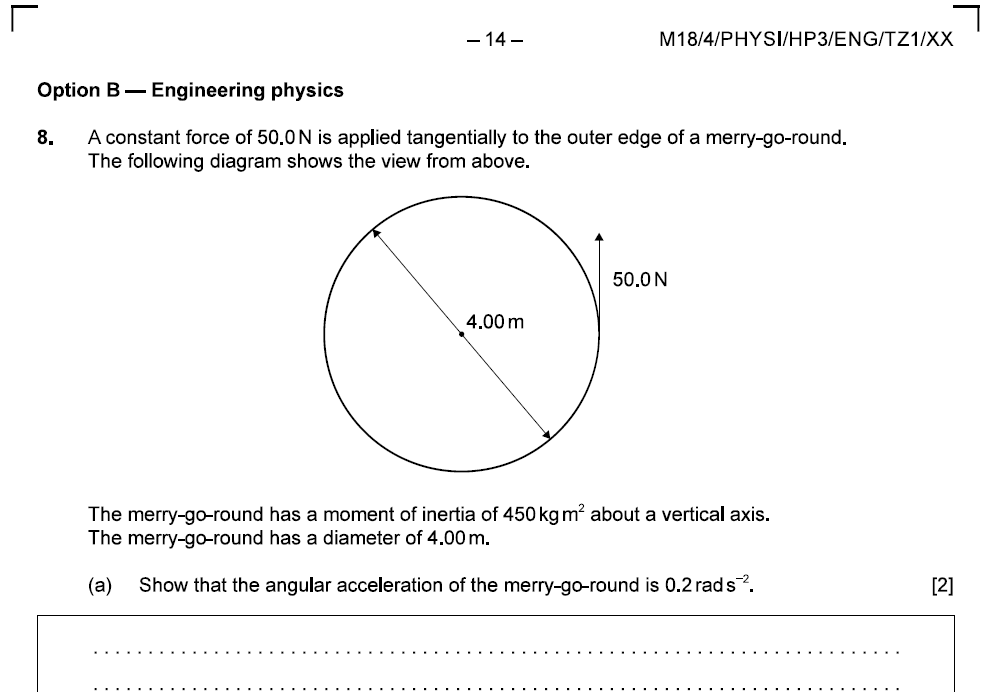 – 14 –
M18/4/PHYSI/HP3/ENG/TZ1/XX
Option B — Engineering physics
8. A constant force of 50.0 N is applied tangentially to the outer edge of a merry-go-round.
The following diagram shows the view from above.
50.0 N
4.00 m
The merry-go-round has a moment of inertia of 450 kg m² about a vertical axis.
The merry-go-round has a diameter of 4.00 m.
(a) Show that the angular acceleration of the merry-go-round is 0.2 rad s⁻². [2]